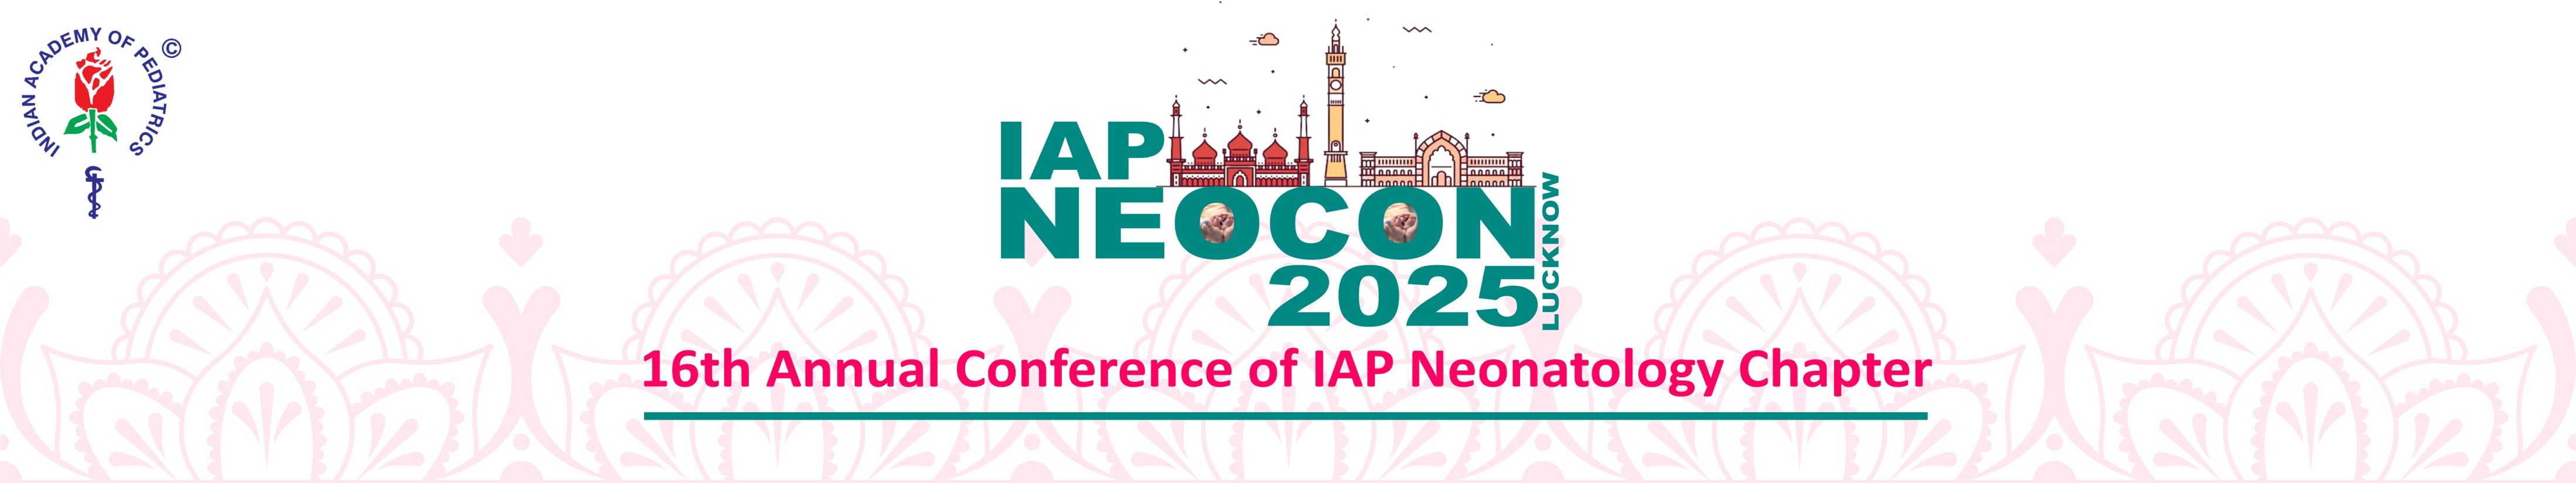 INDIAN ACADEMY OF PEDIATRICS ©
IAP
NEOCON
2025
LUCKNOW
16th Annual Conference of IAP Neonatology Chapter